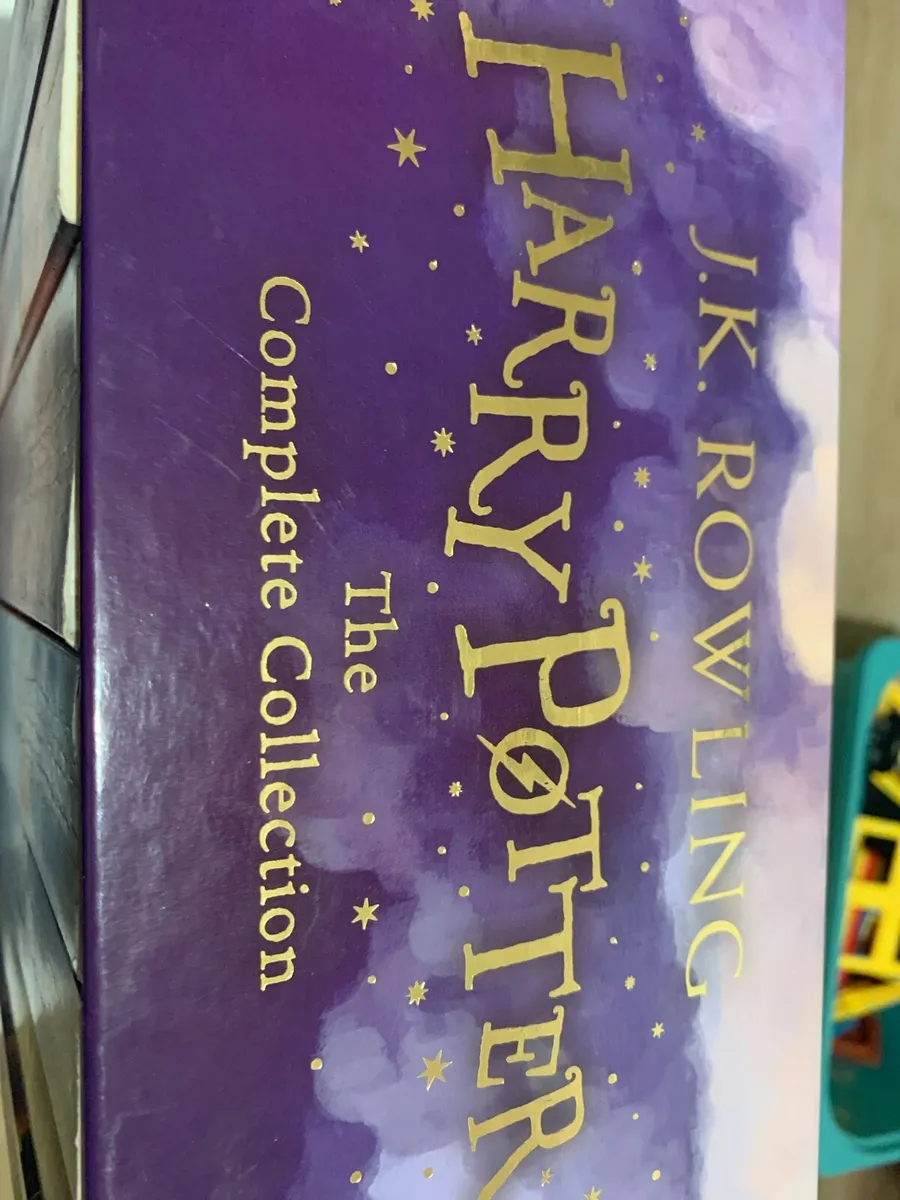 J.K. ROWLING
HARRY POTTER
The
Complete Collection